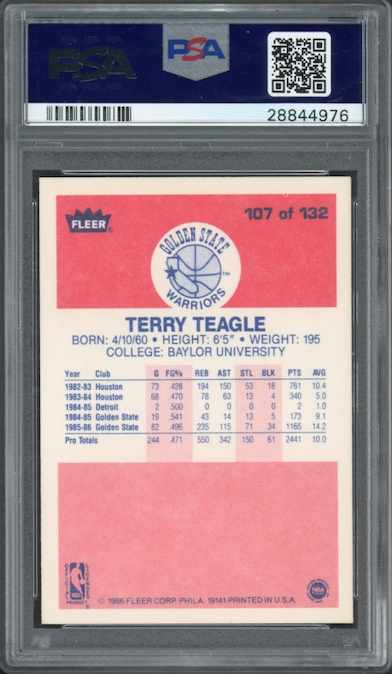 PSA
PSA
28844976
FLEER
107 of 132
GOLDEN STATE
WARRIORS
TM
TERRY TEAGLE
BORN: 4/10/60 • HEIGHT: 6'5" • WEIGHT: 195
COLLEGE: BAYLOR UNIVERSITY
Year Club G FG% REB AST STL BLK PTS AVG
1982-83 Houston 73 .428 194 150 53 18 761 10.4
1983-84 Houston 68 .470 78 63 13 4 340 5.0
1984-85 Detroit 2 .500 0 0 0 0 2 1.0
1984-85 Golden State 19 .541 43 14 13 5 173 9.1
1985-86 Golden State 82 .496 235 115 71 34 1165 14.2
Pro Totals 244 .471 550 342 150 61 2441 10.0
NBA
PRODUCT
NBA
© 1986 FLEER CORP. PHILA. 19141 PRINTED IN U.S.A.